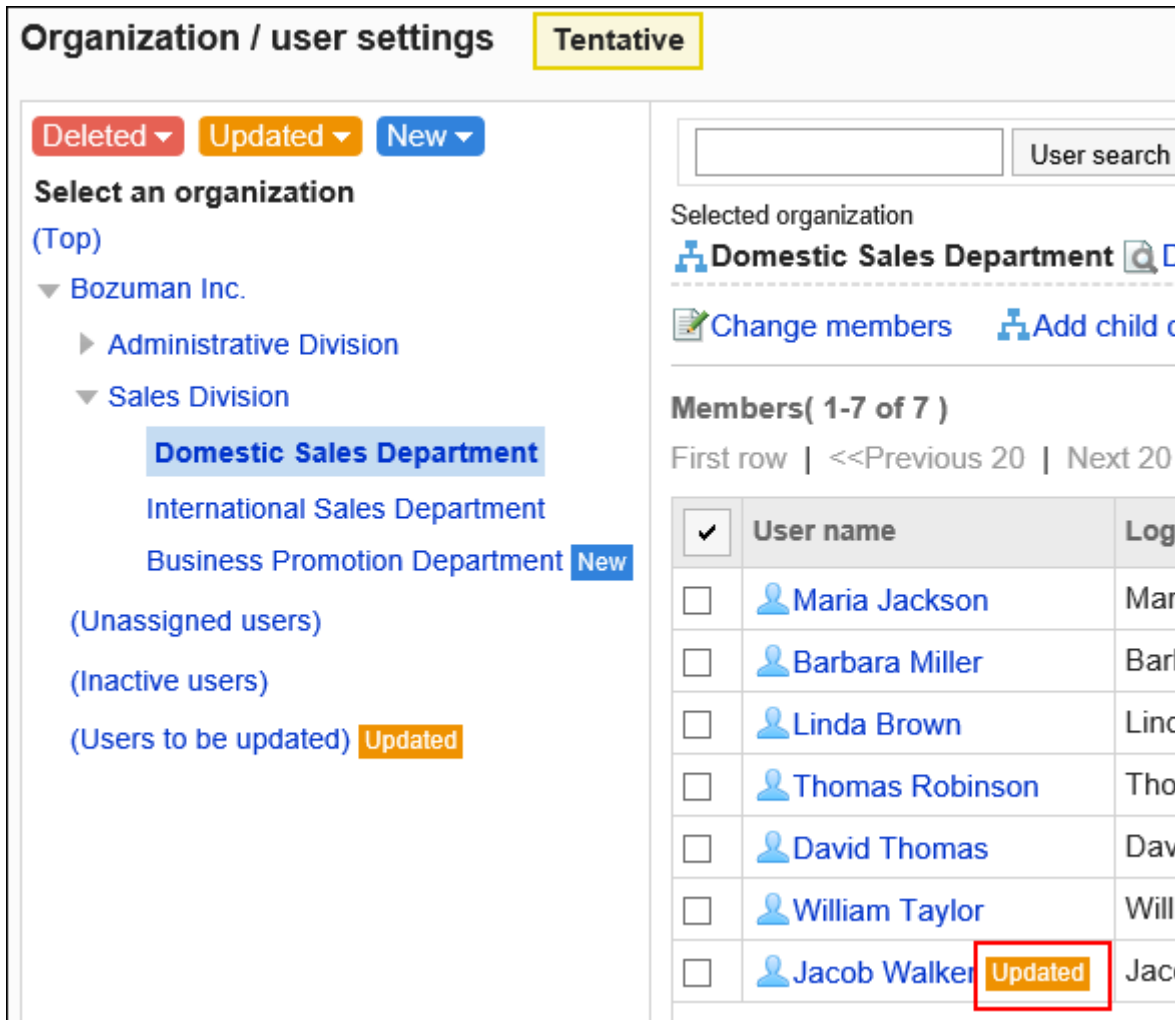 Organization / user settings Tentative
Deleted Updated New
Select an organization
(Top)
Bozuman Inc.
Administrative Division
Sales Division
Domestic Sales Department
International Sales Department
Business Promotion Department New
(Unassigned users)
(Inactive users)
(Users to be updated) Updated
User search
Selected organization
Domestic Sales Department
Change members Add child
Members( 1-7 of 7 )
First row | <<Previous 20 | Next 20
User name
Maria Jackson
Barbara Miller
Linda Brown
Thomas Robinson
David Thomas
William Taylor
Jacob Walker Updated